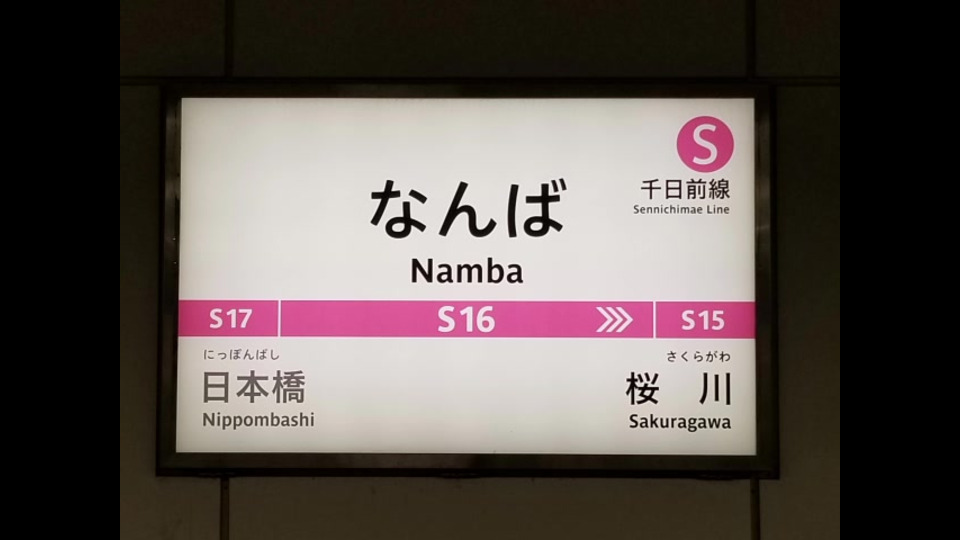 S
千日前線
Sennichimae Line
なんば
Namba
S17 S16 S15
にっぽんばし さくらがわ
日本橋 桜 川
Nippombashi Sakuragawa